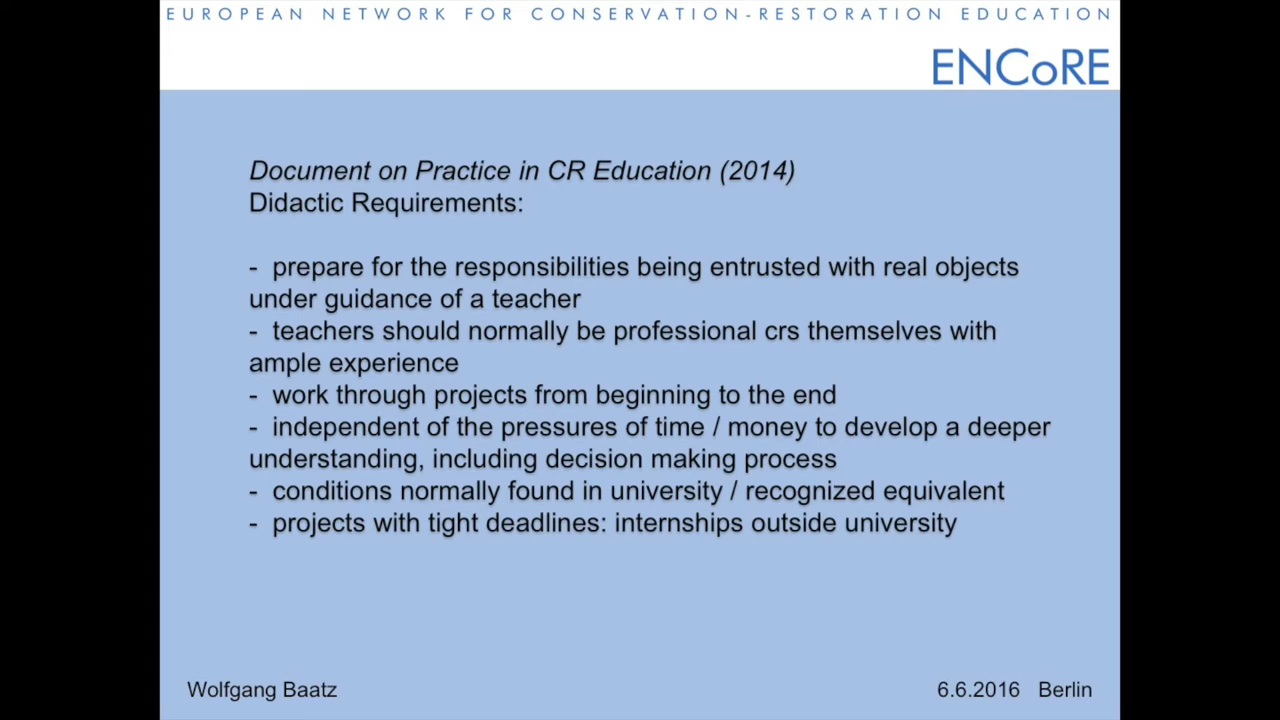 EUROPEAN NETWORK FOR CONSERVATION-RESTORATION EDUCATION
ENCoRE
Document on Practice in CR Education (2014)
Didactic Requirements:
- prepare for the responsibilities being entrusted with real objects
under guidance of a teacher
- teachers should normally be professional crs themselves with
ample experience
- work through projects from beginning to the end
- independent of the pressures of time / money to develop a deeper
understanding, including decision making process
- conditions normally found in university / recognized equivalent
- projects with tight deadlines: internships outside university
Wolfgang Baatz
6.6.2016 Berlin